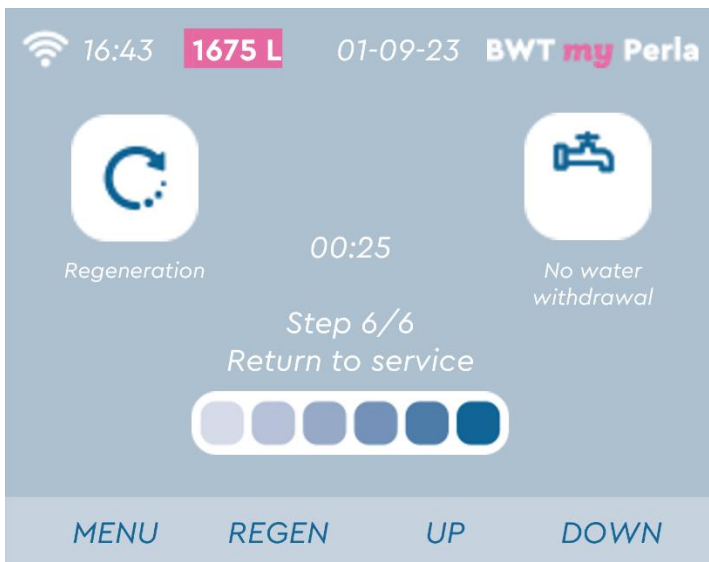 16:43 1675 L 01-09-23 BWT my Perla
00:25
Regeneration
No water
withdrawal
Step 6/6
Return to service
MENU REGEN UP DOWN